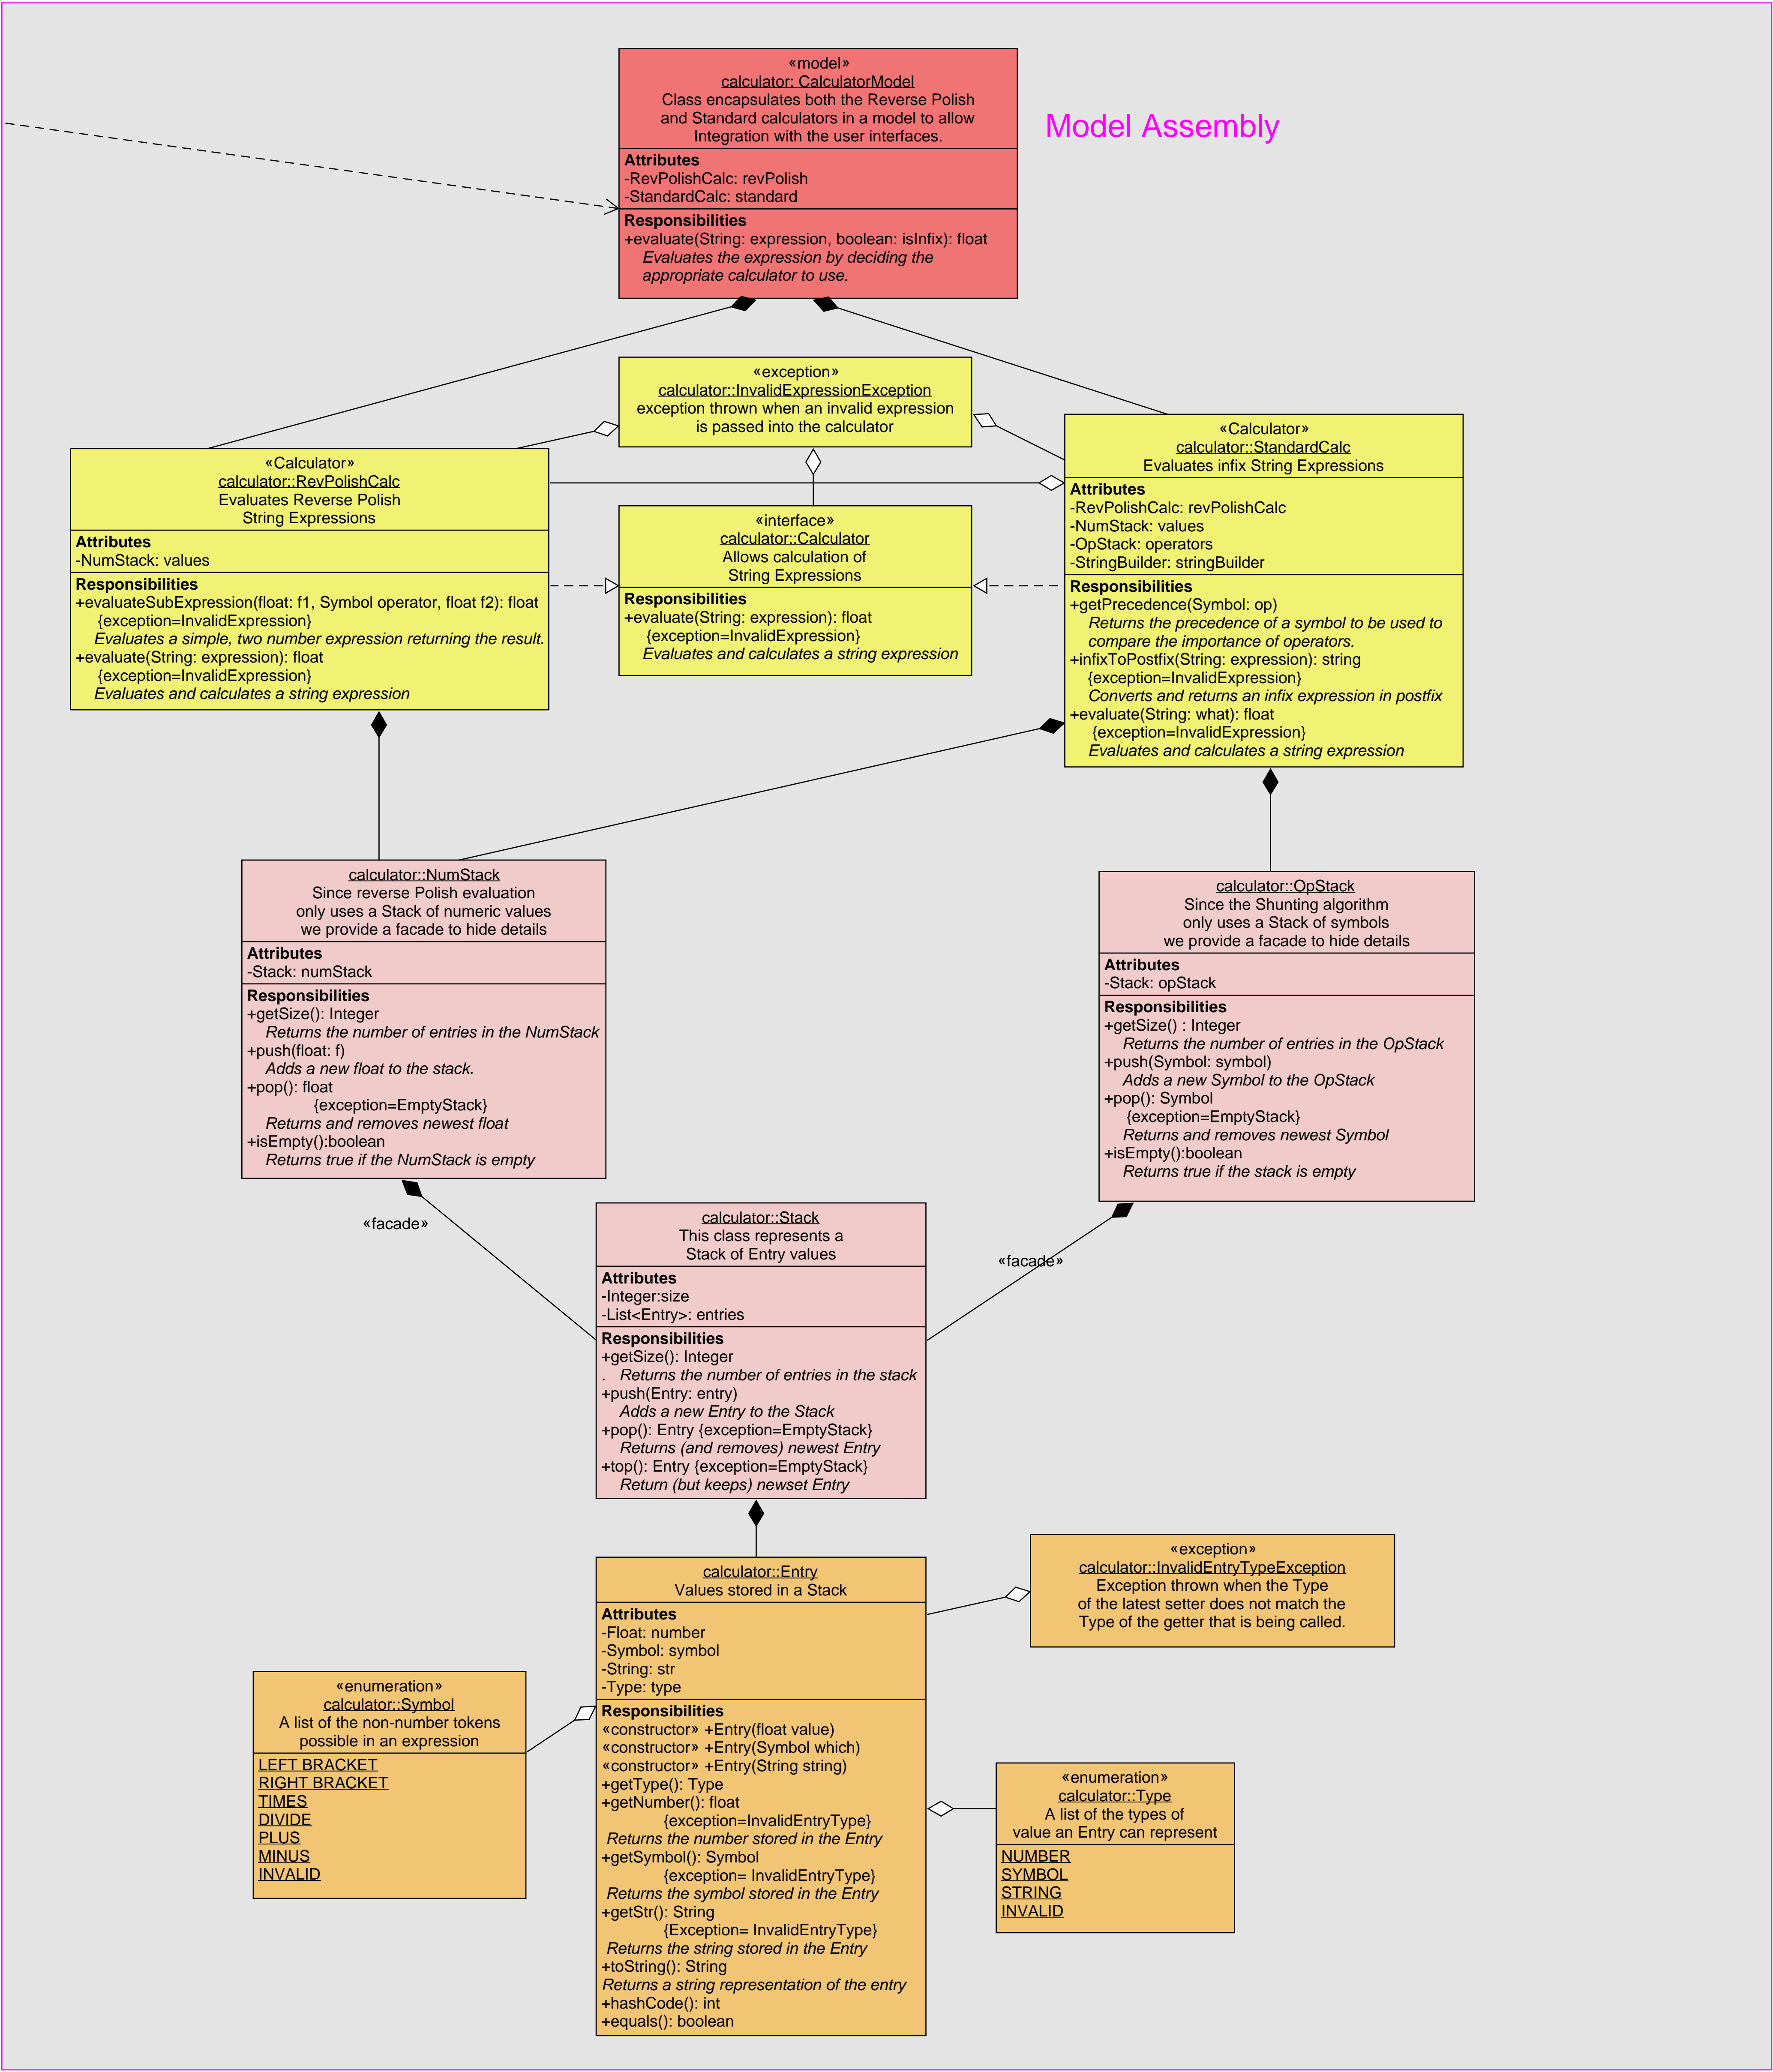 «model»
calculator: CalculatorModel
Class encapsulates both the Reverse Polish
and Standard calculators in a model to allow
Integration with the user interfaces.
Attributes
-RevPolishCalc: revPolish
-StandardCalc: standard
Responsibilities
+evaluate(String: expression, boolean: isInfix): float
Evaluates the expression by deciding the
appropriate calculator to use.
Model Assembly
«exception»
calculator::InvalidExpressionException
exception thrown when an invalid expression
is passed into the calculator
«Calculator»
calculator::RevPolishCalc
Evaluates Reverse Polish
String Expressions
Attributes
-NumStack: values
Responsibilities
+evaluateSubExpression(float: f1, Symbol operator, float f2): float
{exception=InvalidExpression}
Evaluates a simple, two number expression returning the result.
+evaluate(String: expression): float
{exception=InvalidExpression}
Evaluates and calculates a string expression
«interface»
calculator::Calculator
Allows calculation of
String Expressions
Responsibilities
+evaluate(String: expression): float
{exception=InvalidExpression}
Evaluates and calculates a string expression
«Calculator»
calculator::StandardCalc
Evaluates infix String Expressions
Attributes
-RevPolishCalc: revPolishCalc
-NumStack: values
-OpStack: operators
-StringBuilder: stringBuilder
Responsibilities
+getPrecedence(Symbol: op)
Returns the precedence of a symbol to be used to
compare the importance of operators.
+infixToPostfix(String: expression): string
{exception=InvalidExpression}
Converts and returns an infix expression in postfix
+evaluate(String: what): float
{exception=InvalidExpression}
Evaluates and calculates a string expression
calculator::NumStack
Since reverse Polish evaluation
only uses a Stack of numeric values
we provide a facade to hide details
Attributes
-Stack: numStack
Responsibilities
+getSize(): Integer
Returns the number of entries in the NumStack
+push(float: f)
Adds a new float to the stack.
+pop(): float
{exception=EmptyStack}
Returns and removes newest float
+isEmpty():boolean
Returns true if the NumStack is empty
calculator::OpStack
Since the Shunting algorithm
only uses a Stack of symbols
we provide a facade to hide details
Attributes
-Stack: opStack
Responsibilities
+getSize() : Integer
Returns the number of entries in the OpStack
+push(Symbol: symbol)
Adds a new Symbol to the OpStack
+pop(): Symbol
{exception=EmptyStack}
Returns and removes newest Symbol
+isEmpty():boolean
Returns true if the stack is empty
«facade»
«facade»
calculator::Stack
This class represents a
Stack of Entry values
Attributes
-Integer:size
-List<Entry>: entries
Responsibilities
+getSize(): Integer
. Returns the number of entries in the stack
+push(Entry: entry)
Adds a new Entry to the Stack
+pop(): Entry {exception=EmptyStack}
Returns (and removes) newest Entry
+top(): Entry {exception=EmptyStack}
Return (but keeps) newset Entry
calculator::Entry
Values stored in a Stack
Attributes
-Float: number
-Symbol: symbol
-String: str
-Type: type
Responsibilities
«constructor» +Entry(float value)
«constructor» +Entry(Symbol which)
«constructor» +Entry(String string)
+getType(): Type
+getNumber(): float
{exception=InvalidEntryType}
Returns the number stored in the Entry
+getSymbol(): Symbol
{exception= InvalidEntryType}
Returns the symbol stored in the Entry
+getStr(): String
{Exception= InvalidEntryType}
Returns the string stored in the Entry
+toString(): String
Returns a string representation of the entry
+hashCode(): int
+equals(): boolean
«exception»
calculator::InvalidEntryTypeException
Exception thrown when the Type
of the latest setter does not match the
Type of the getter that is being called.
«enumeration»
calculator::Symbol
A list of the non-number tokens
possible in an expression
LEFT BRACKET
RIGHT BRACKET
TIMES
DIVIDE
PLUS
MINUS
INVALID
«enumeration»
calculator::Type
A list of the types of
value an Entry can represent
NUMBER
SYMBOL
STRING
INVALID